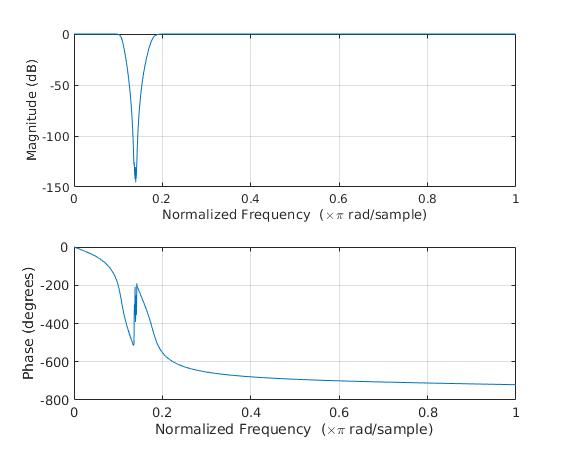 0
-50
-100
-150
Magnitude (dB)
0 0.2 0.4 0.6 0.8 1
Normalized Frequency (×π rad/sample)
0
-200
-400
-600
-800
Phase (degrees)
0 0.2 0.4 0.6 0.8 1
Normalized Frequency (×π rad/sample)